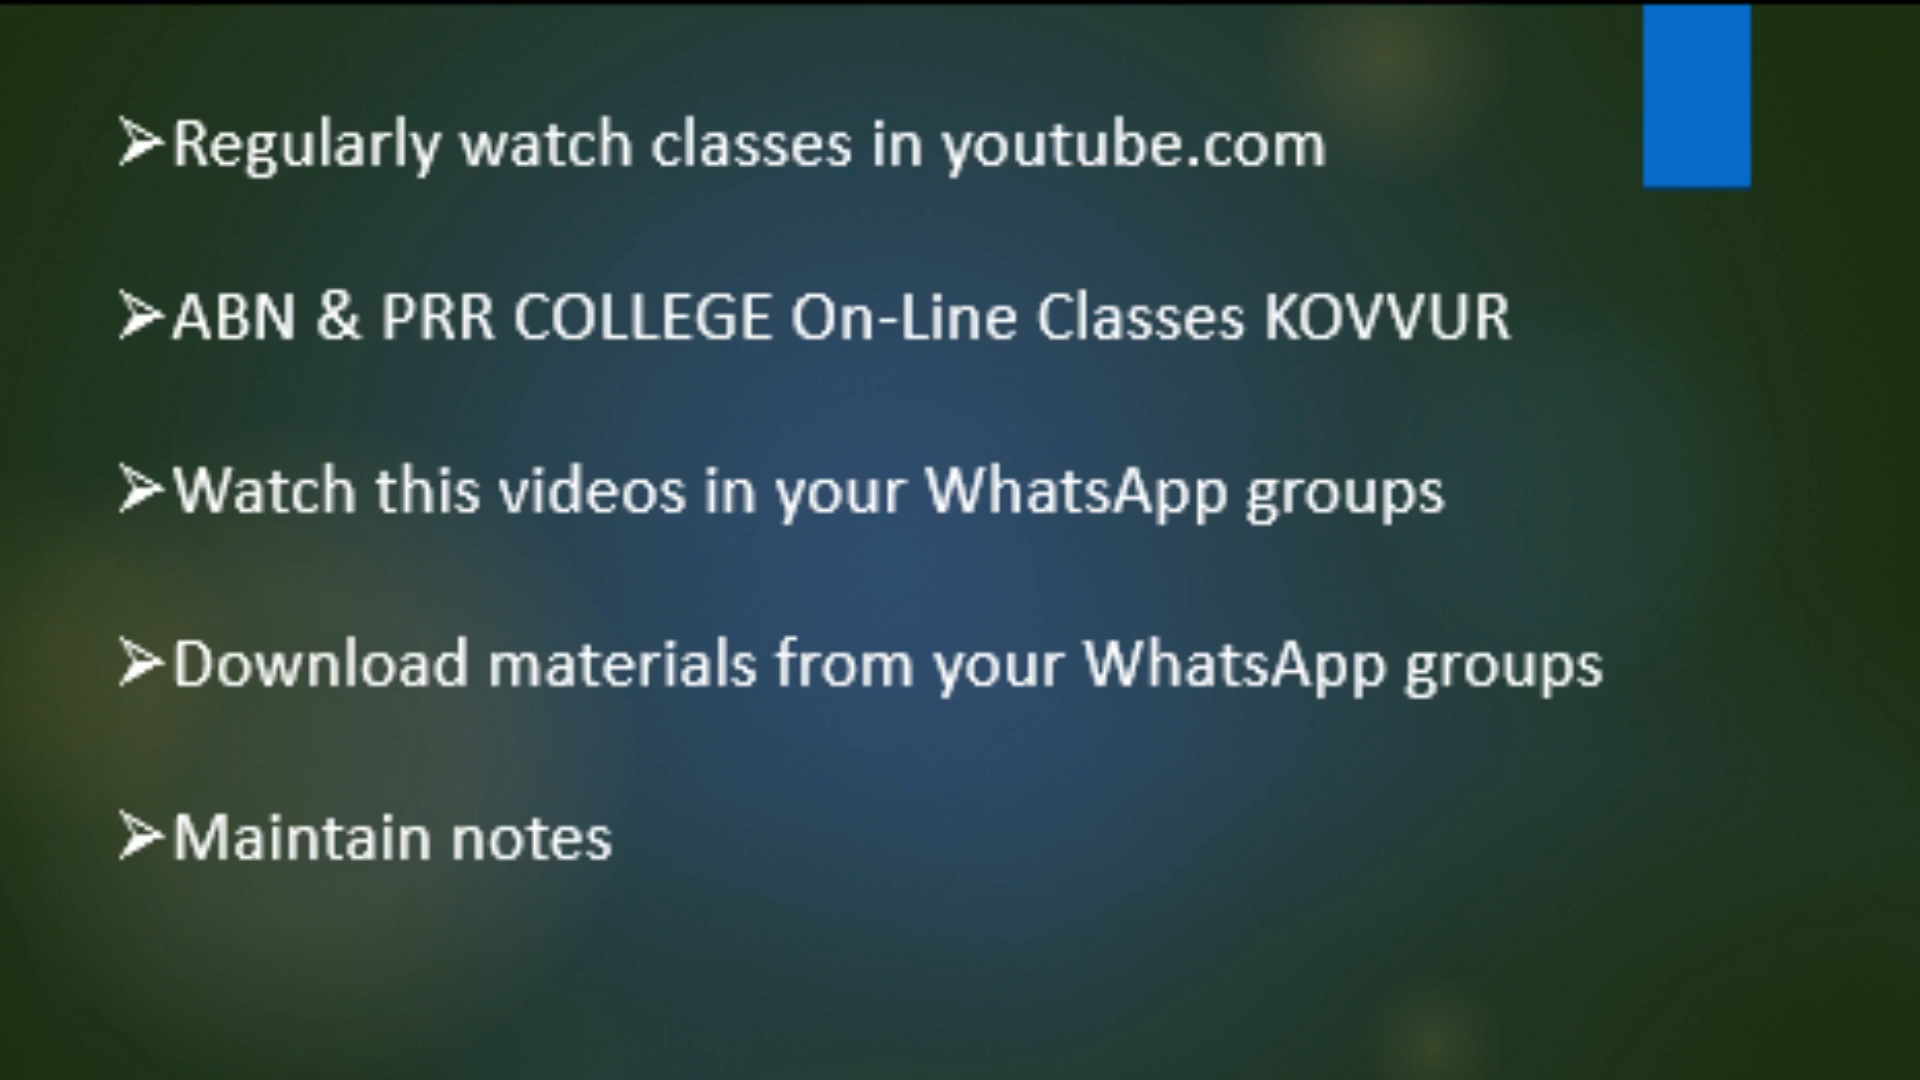 ➢Regularly watch classes in youtube.com
➢ABN & PRR COLLEGE On-Line Classes KOVVUR
➢Watch this videos in your WhatsApp groups
➢Download materials from your WhatsApp groups
➢Maintain notes